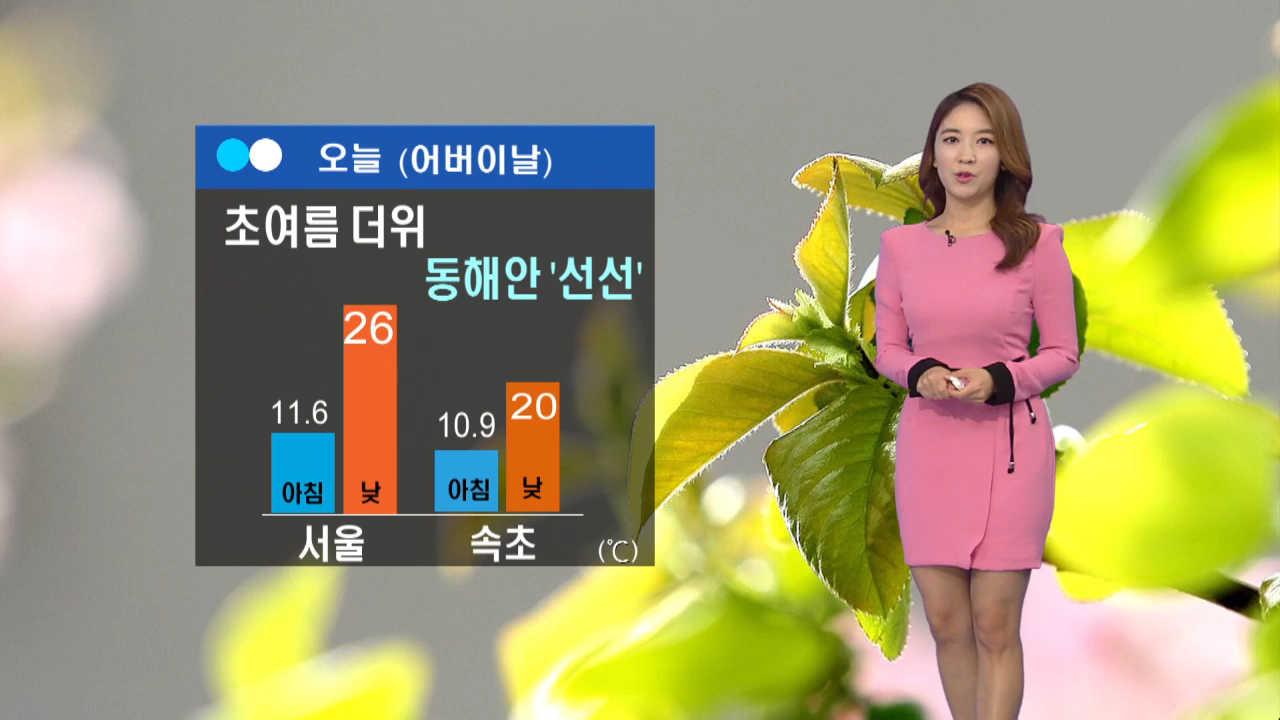 오늘 (어버이날)
초여름 더위
동해안 '선선'
26
11.6
20
10.9
아침 낮 아침 낮
서울 속초 (℃)